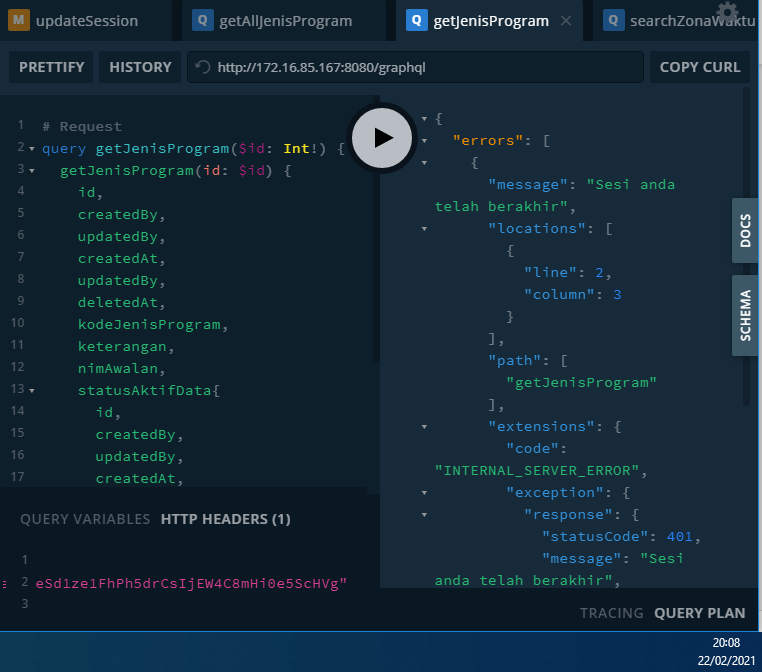 M updateSession
Q getAllJenisProgram
Q getJenisProgram ×
Q searchZonaWaktu
PRETTIFY
HISTORY
http://172.16.85.167:8080/graphql
COPY CURL
1 # Request
2 query getJenisProgram($id: Int!) {
3 getJenisProgram(id: $id) {
4 id,
5 createdBy,
6 updatedBy,
7 createdAt,
8 updatedBy,
9 deletedAt,
10 kodeJenisProgram,
11 keterangan,
12 nimAwalan,
13 statusAktifData{
14 id,
15 createdBy,
16 updatedBy,
17 createdAt,
QUERY VARIABLES HTTP HEADERS (1)
1
2 eSd1ze1FhPh5drCsIjEW4C8mHi0e5ScHVg"
3
{
"errors": [
{
"message": "Sesi anda
telah berakhir",
"locations": [
{
"line": 2,
"column": 3
}
],
"path": [
"getJenisProgram"
],
"extensions": {
"code":
"INTERNAL_SERVER_ERROR",
"exception": {
"response": {
"statusCode": 401,
"message": "Sesi
anda telah berakhir",
DOCS
SCHEMA
TRACING QUERY PLAN
20:08
22/02/2021